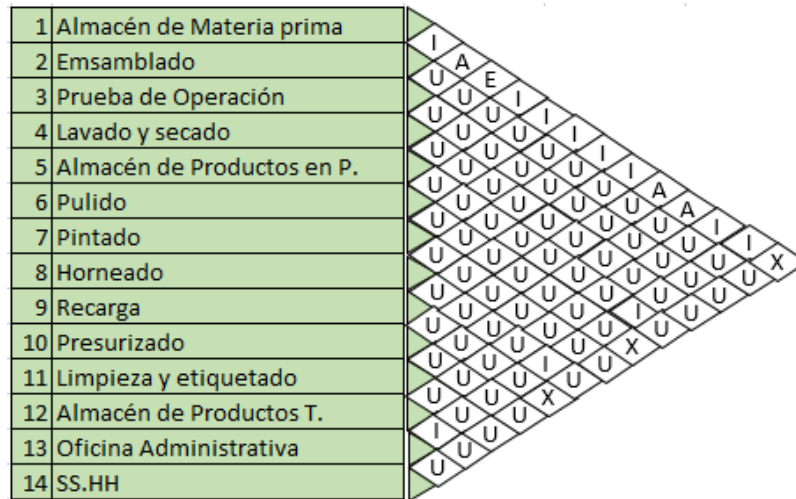 1 Almacén de Materia prima
2 Emsamblado
3 Prueba de Operación
4 Lavado y secado
5 Almacén de Productos en P.
6 Pulido
7 Pintado
8 Horneado
9 Recarga
10 Presurizado
11 Limpieza y etiquetado
12 Almacén de Productos T.
13 Oficina Administrativa
14 SS.HH
I A E I I I I I A A I I X
U U U U U U U U U U U U
U U U U U U U U U U U
U U U U U U U U U U
U U U U U U U I U
U U U U U U U X
U U U U U U U
U U U U I U
U U U U X
U U U U
U U U
I U
U